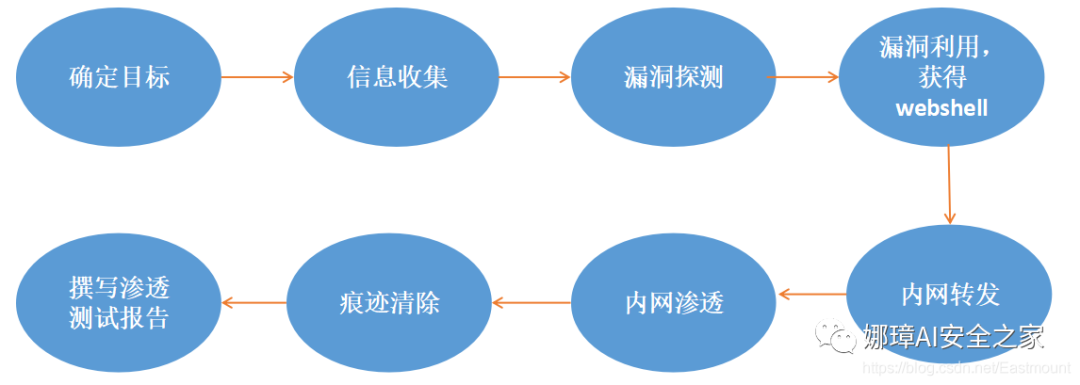 确定目标
信息收集
漏洞探测
漏洞利用，
获得
webshell
内网转发
内网渗透
痕迹清除
撰写渗透
测试报告
娜璋AI安全之家
https://blog.csdn.net/Eastmount